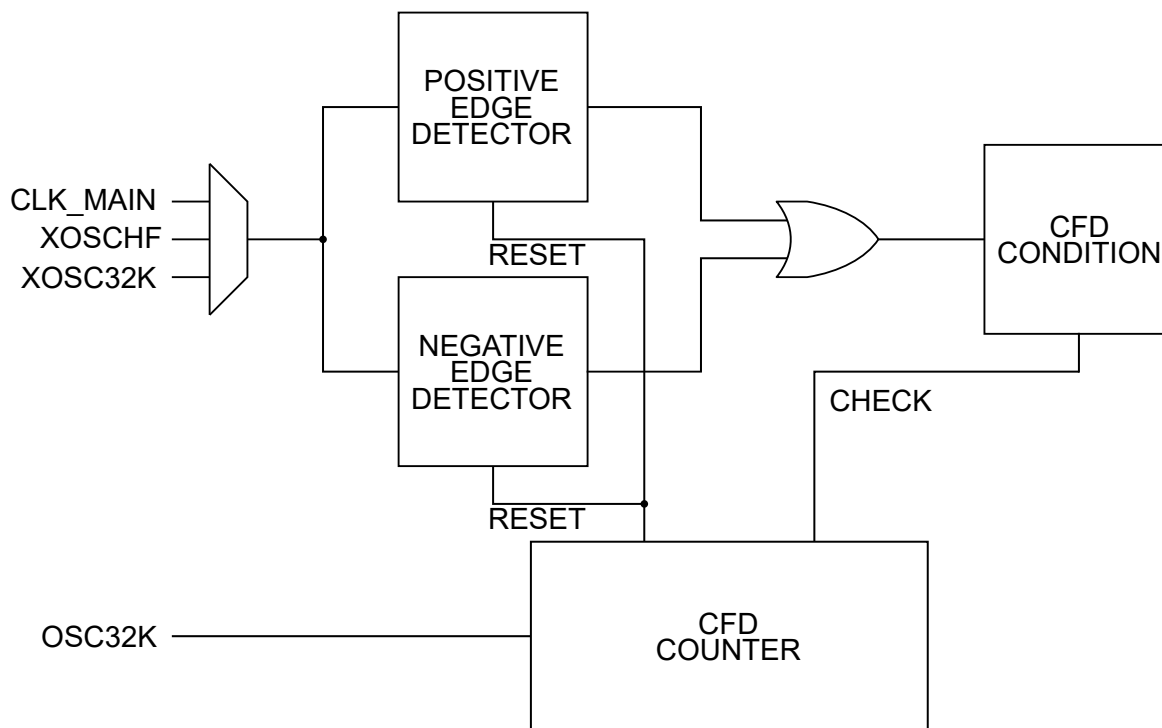 POSITIVE
EDGE
DETECTOR
CLK_MAIN
XOSCHF
XOSC32K
RESET
CFD
CONDITION
NEGATIVE
EDGE
DETECTOR
CHECK
RESET
OSC32K
CFD
COUNTER